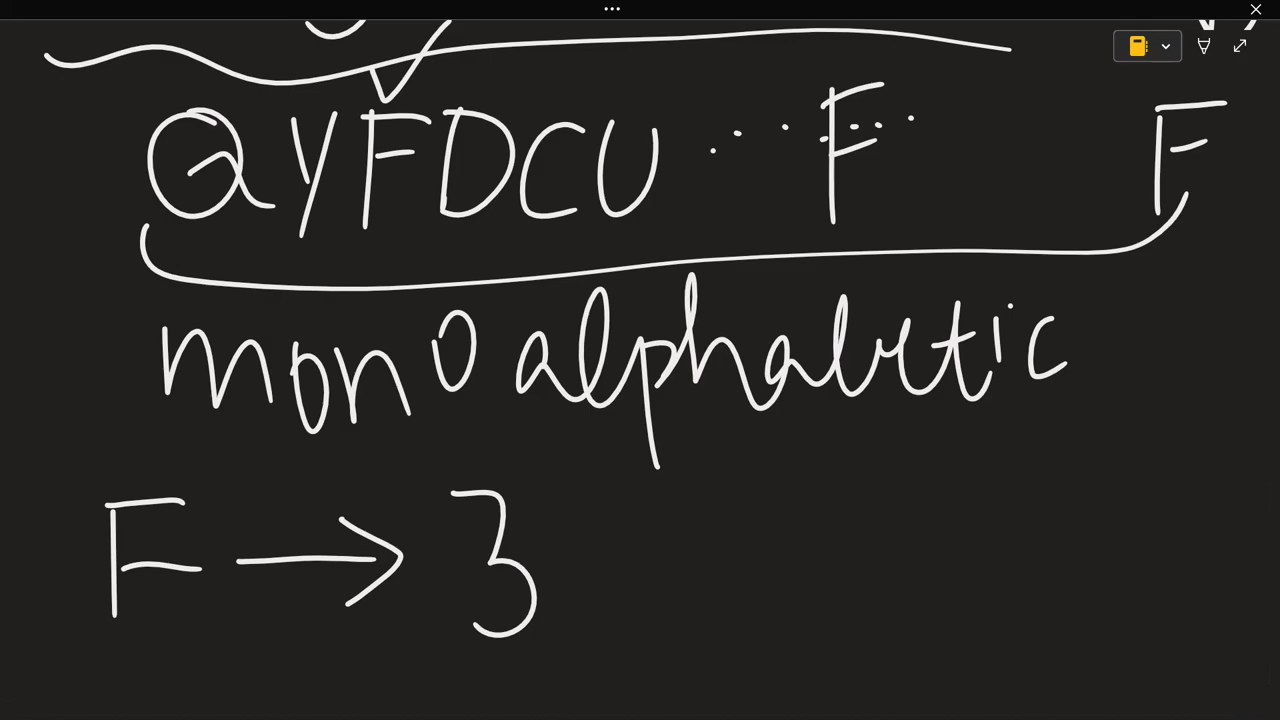 QYFDCU ... F... F
monoalphabetic
F → 3